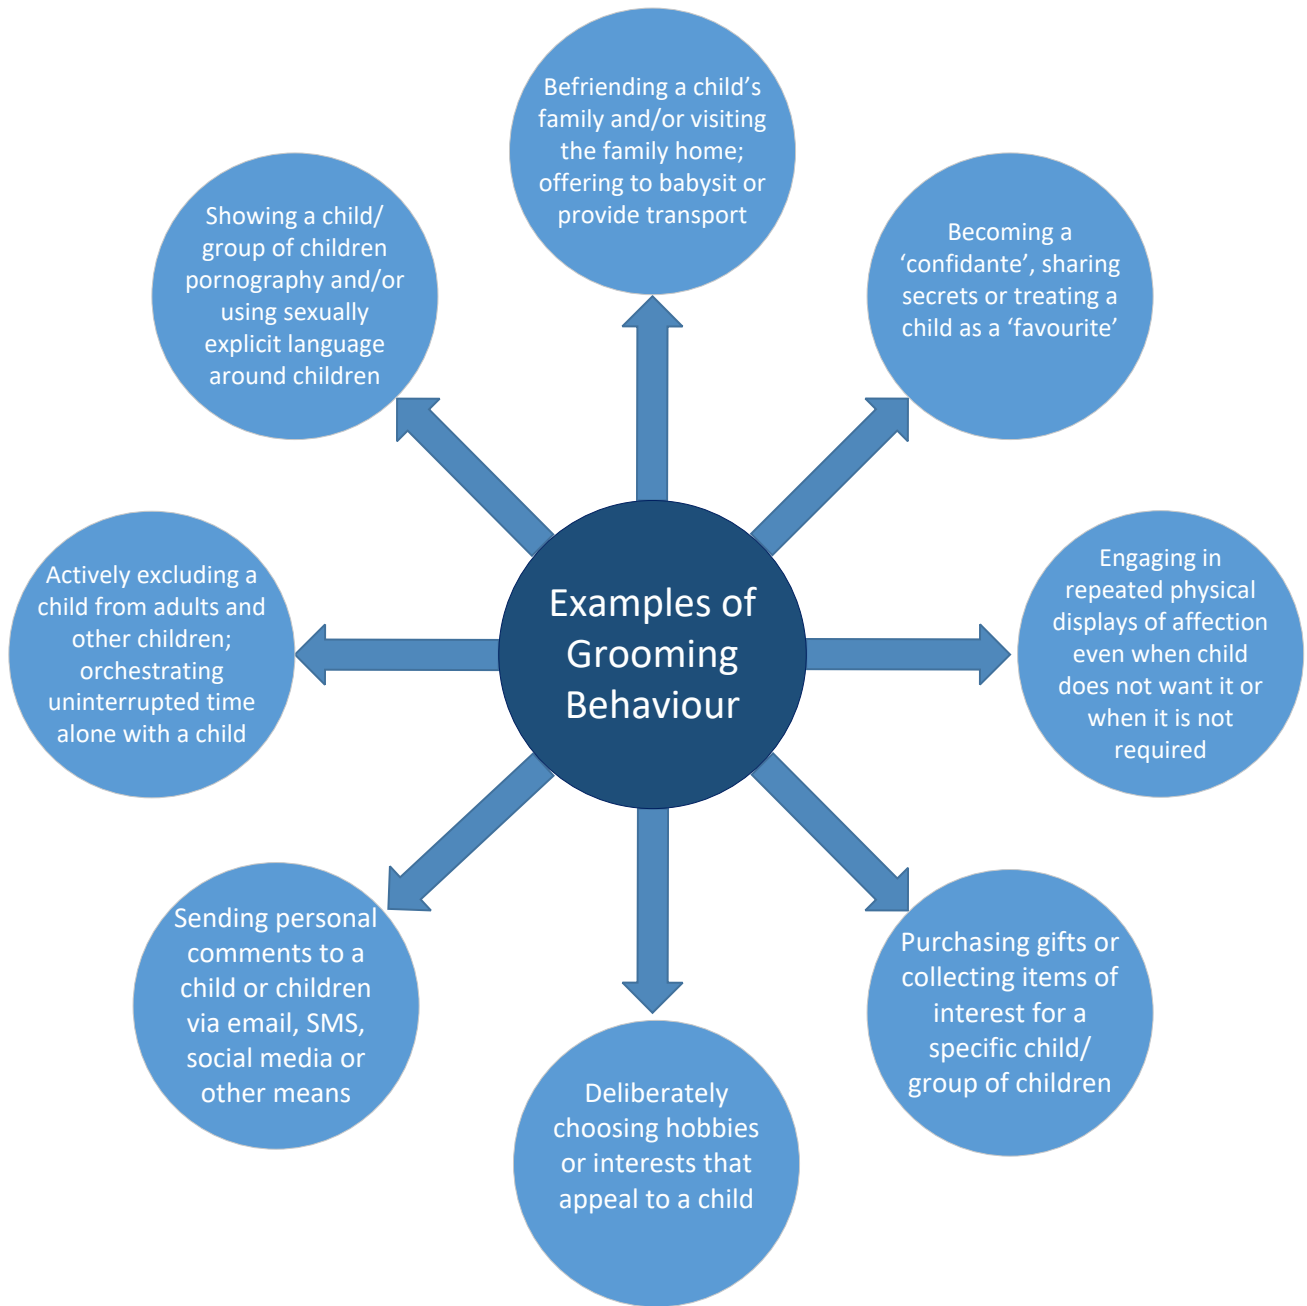 Befriending a child’s
family and/or visiting
the family home;
offering to babysit or
provide transport
Showing a child/
group of children
pornography and/or
using sexually
explicit language
around children
Becoming a
‘confidante’, sharing
secrets or treating a
child as a ‘favourite’
Actively excluding a
child from adults and
other children;
orchestrating
uninterrupted time
alone with a child
Examples of
Grooming
Behaviour
Engaging in
repeated physical
displays of affection
even when child
does not want it or
when it is not
required
Sending personal
comments to a
child or children
via email, SMS,
social media or
other means
Purchasing gifts or
collecting items of
interest for a
specific child/
group of children
Deliberately
choosing hobbies
or interests that
appeal to a child